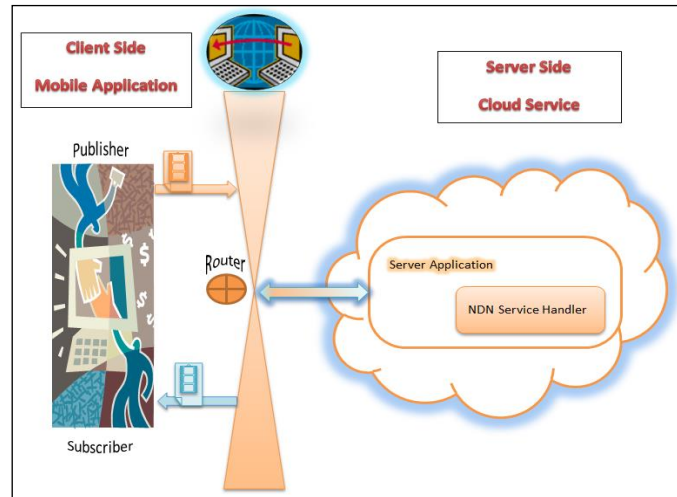 Client Side
Mobile Application
Server Side
Cloud Service
Publisher
Router
Server Application
NDN Service Handler
Subscriber